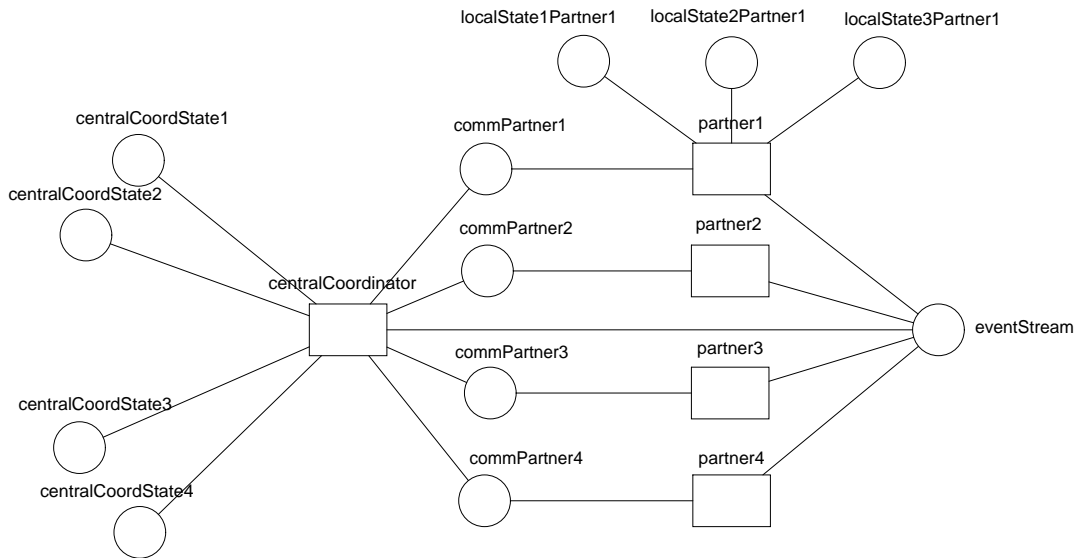 localState1Partner1
localState2Partner1
localState3Partner1
centralCoordState1
commPartner1
partner1
centralCoordState2
commPartner2
partner2
centralCoordinator
eventStream
commPartner3
partner3
centralCoordState3
commPartner4
partner4
centralCoordState4